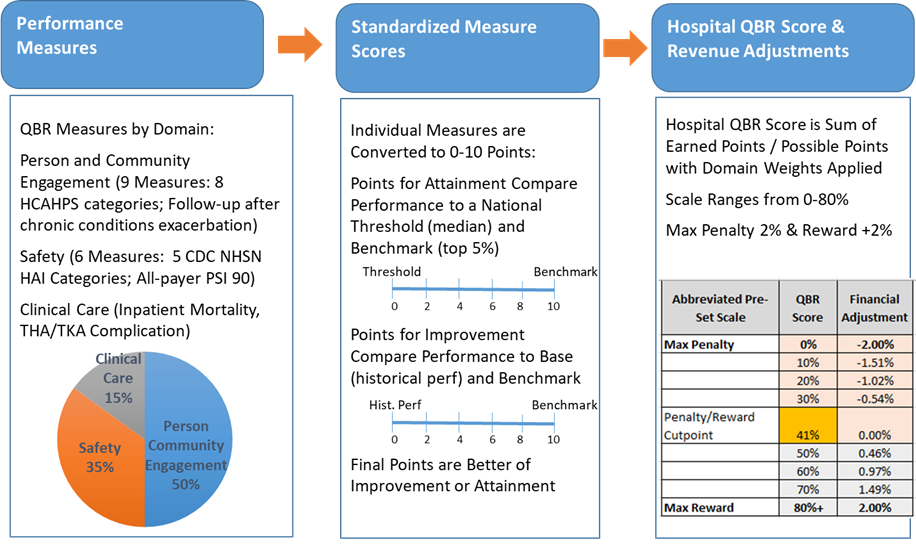 Performance
Measures
Standardized Measure
Scores
Hospital QBR Score &
Revenue Adjustments
QBR Measures by Domain:
Person and Community
Engagement (9 Measures: 8
HCAHPS categories; Follow-up after
chronic conditions exacerbation)
Safety (6 Measures: 5 CDC NHSN
HAI Categories; All-payer PSI 90)
Clinical Care (Inpatient Mortality,
THA/TKA Complication)
Clinical
Care
15%
Safety
35%
Person
Community
Engagement
50%
Individual Measures are
Converted to 0-10 Points:
Points for Attainment Compare
Performance to a National
Threshold (median) and
Benchmark (top 5%)
Threshold Benchmark
0 2 4 6 8 10
Points for Improvement
Compare Performance to Base
(historical perf) and Benchmark
Hist. Perf Benchmark
0 2 4 6 8 10
Final Points are Better of
Improvement or Attainment
Hospital QBR Score is Sum of
Earned Points / Possible Points
with Domain Weights Applied
Scale Ranges from 0-80%
Max Penalty 2% & Reward +2%
Abbreviated Pre-
Set Scale
QBR
Score
Financial
Adjustment
Max Penalty 0% -2.00%
10% -1.51%
20% -1.02%
30% -0.54%
Penalty/Reward
Cutpoint 41% 0.00%
50% 0.46%
60% 0.97%
70% 1.49%
Max Reward 80%+ 2.00%